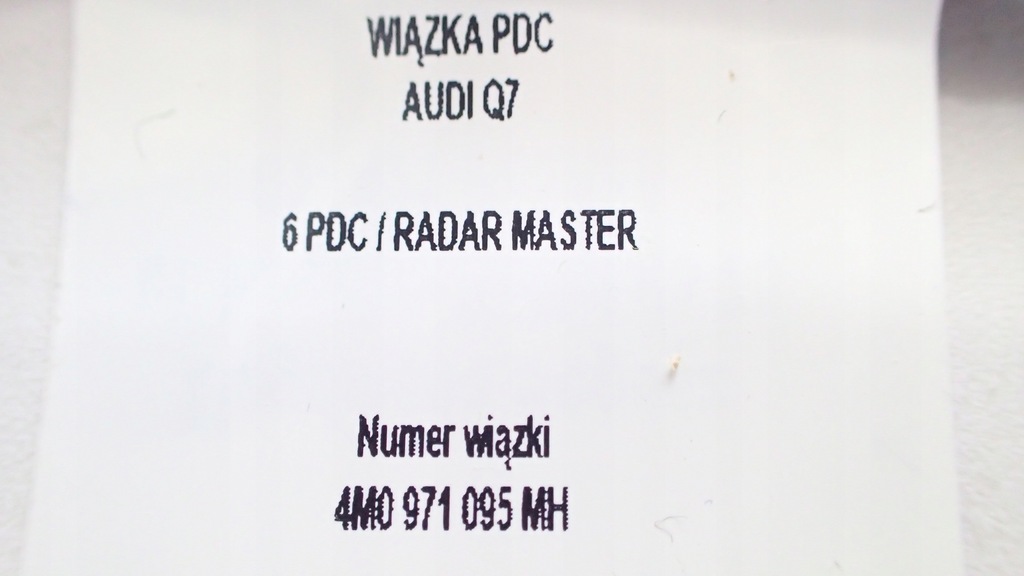 WIĄZKA PDC
AUDI Q7
6 PDC / RADAR MASTER
Numer wiązki
4M0 971 095 MH